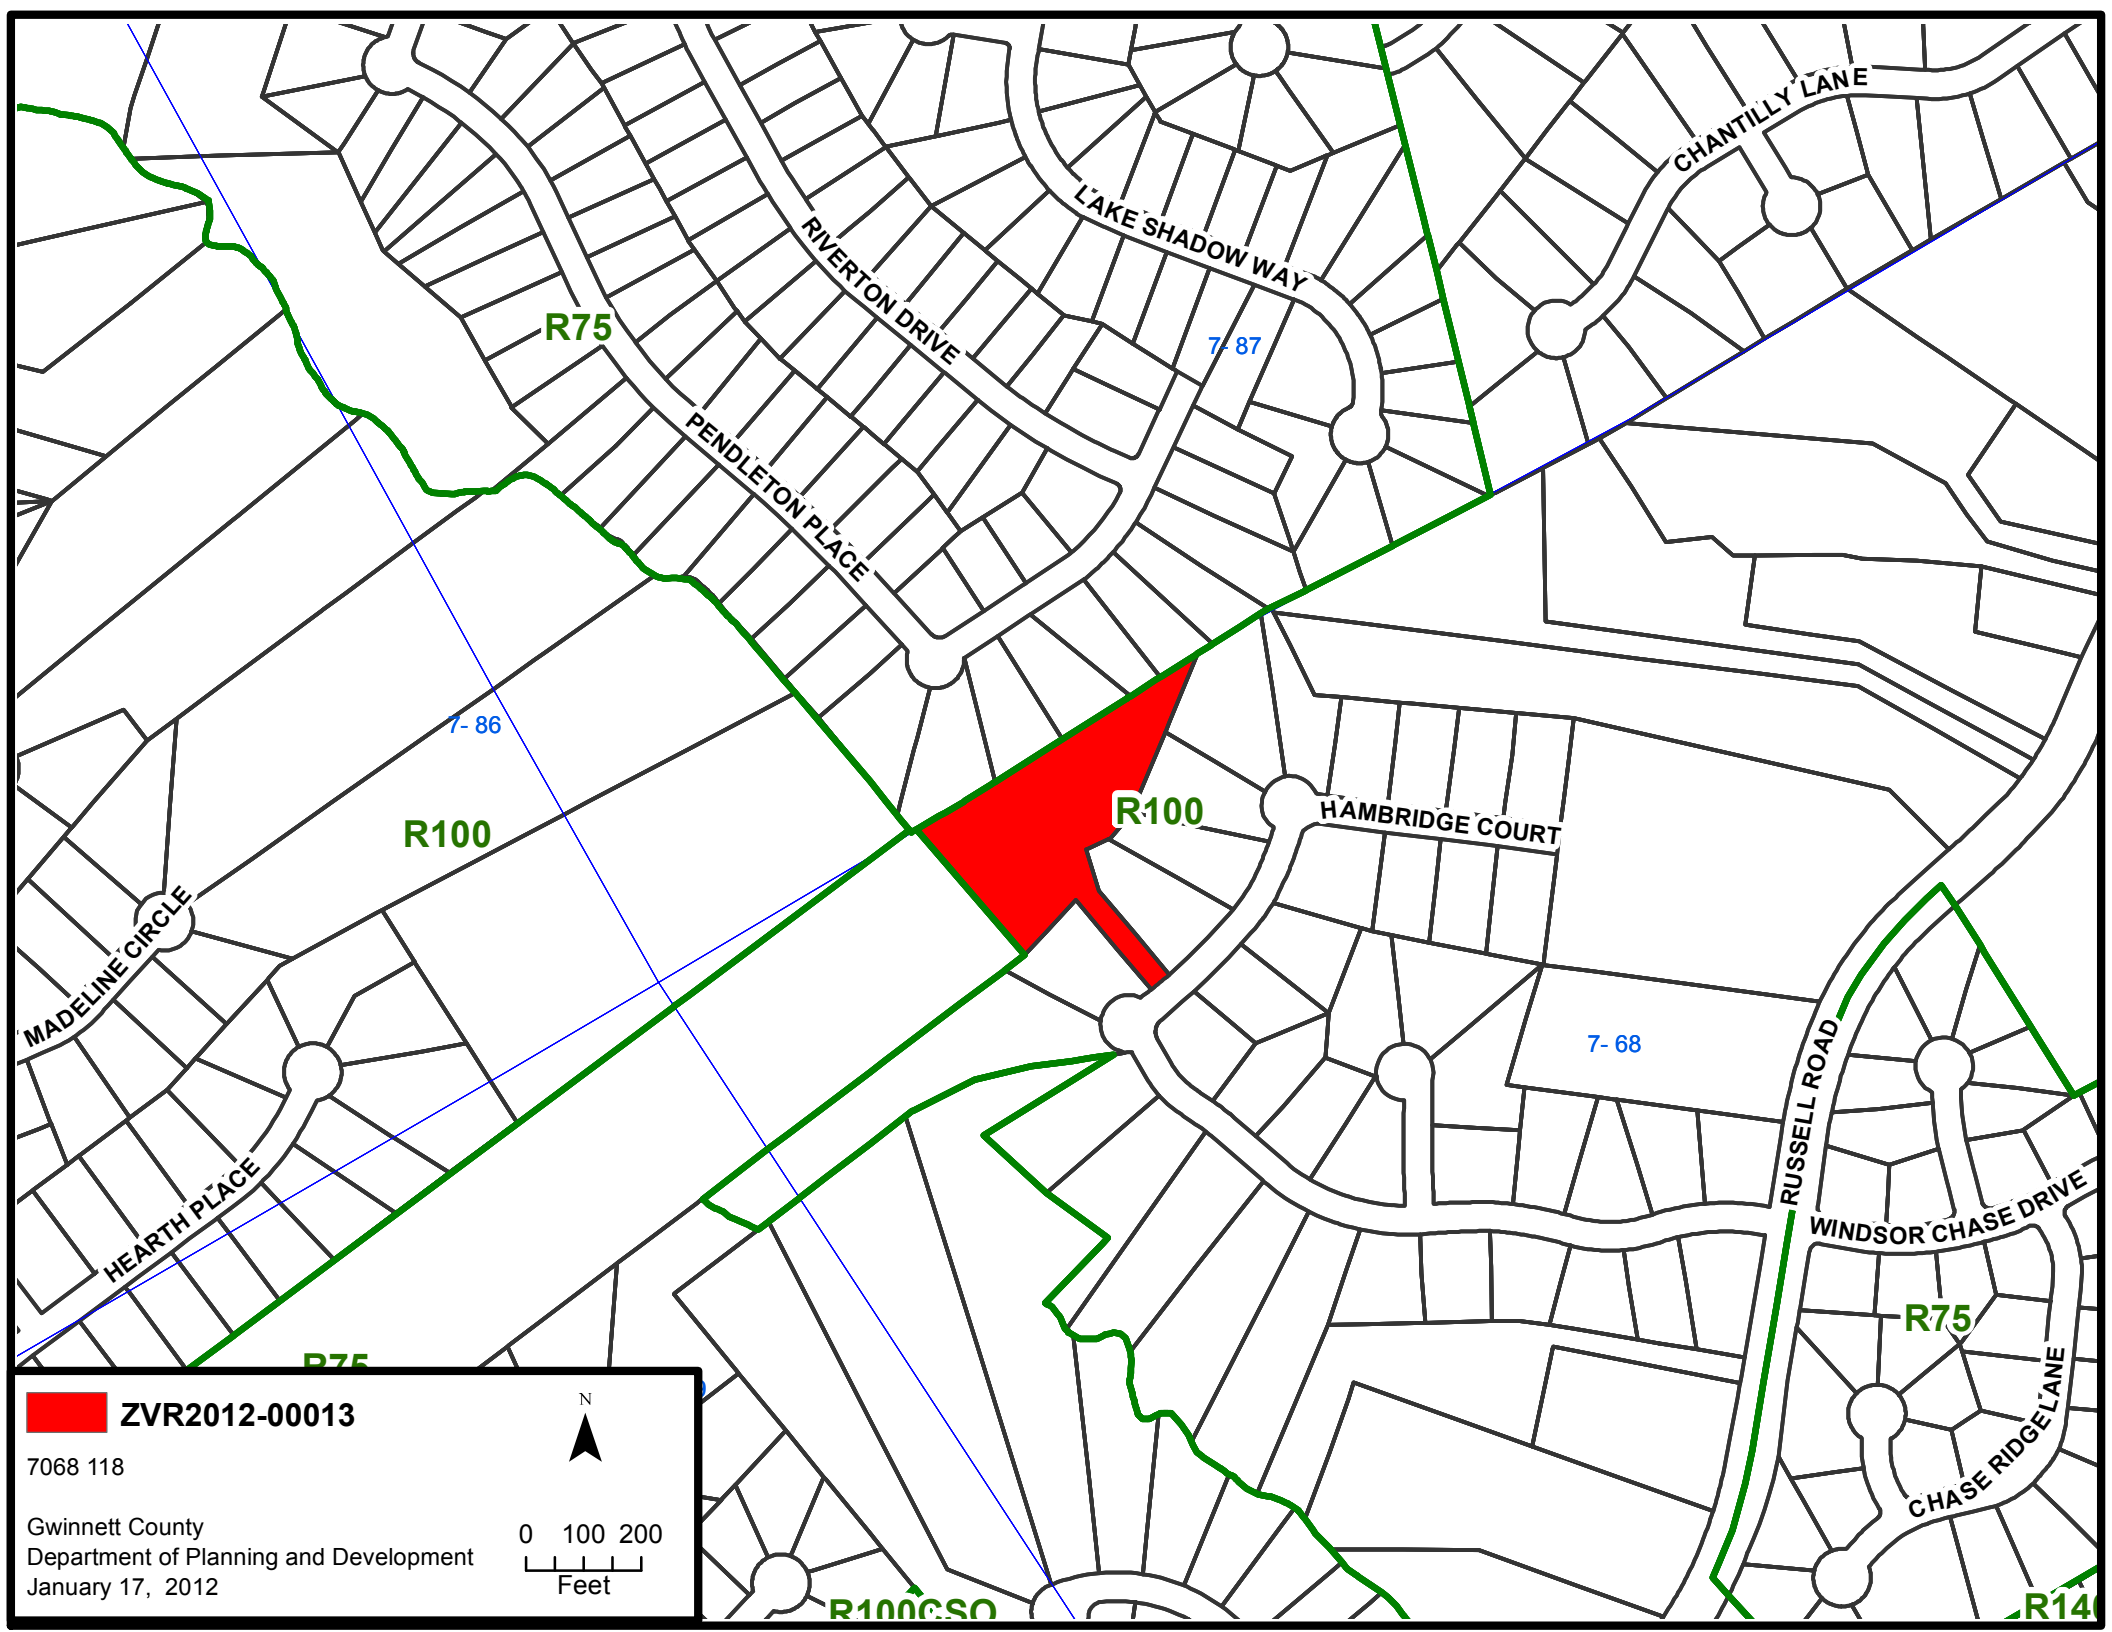 CHANTILLY LANE
LAKE SHADOW WAY
RIVERTON DRIVE
R75
7- 87
PENDLETON PLACE
7- 86
R100
R100
HAMBRIDGE COURT
MADELINE CIRCLE
7- 68
RUSSELL ROAD
HEARTH PLACE
WINDSOR CHASE DRIVE
R75
R75
CHASE RIDGE LANE
ZVR2012-00013
N
7068 118
Gwinnett County
Department of Planning and Development
January 17, 2012
0 100 200
Feet
R100CSO
R140